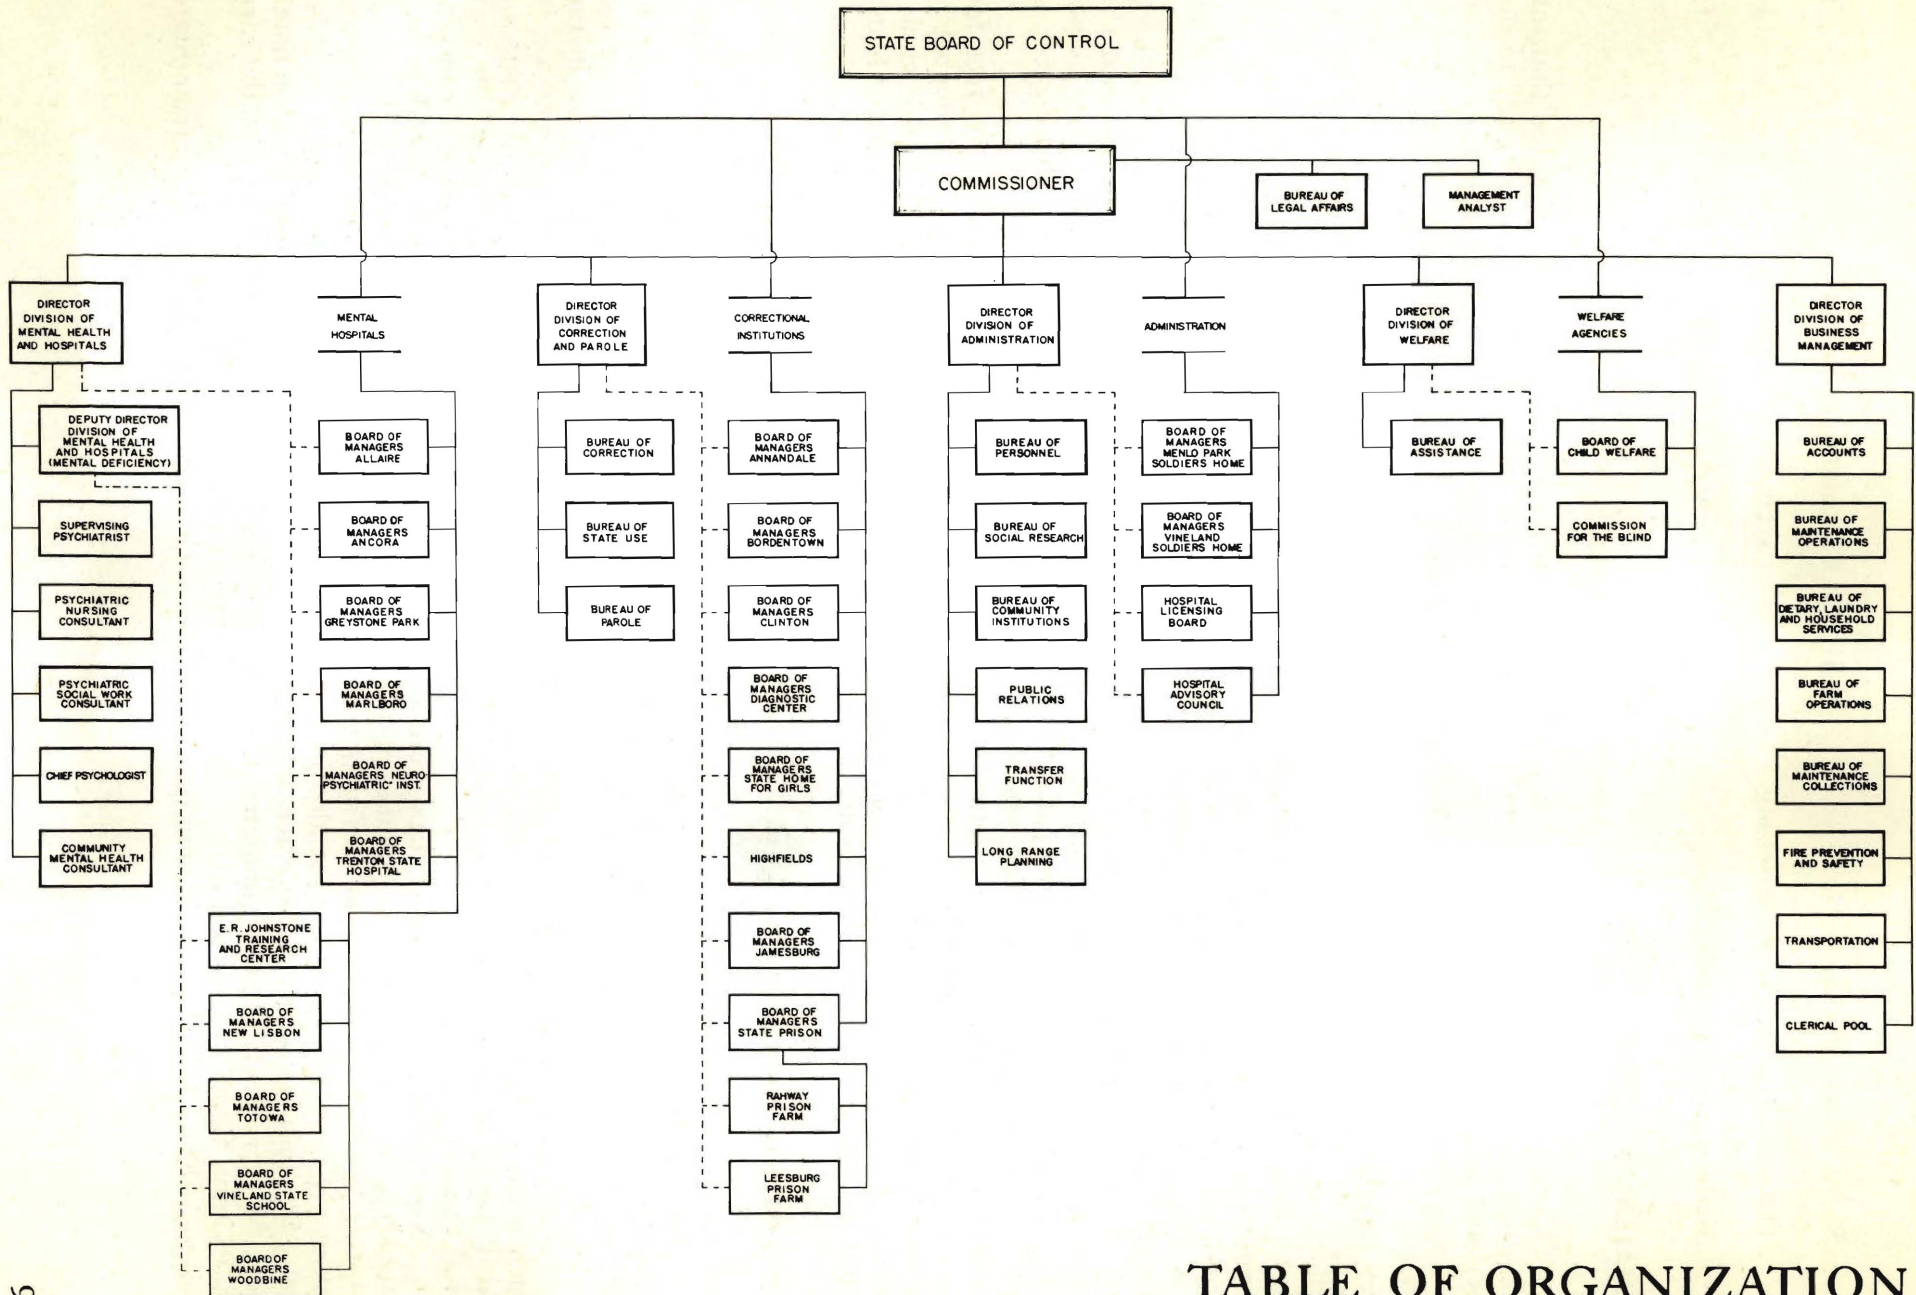 STATE BOARD OF CONTROL
COMMISSIONER
BUREAU OF
LEGAL AFFAIRS
MANAGEMENT
ANALYST
DIRECTOR
DIVISION OF
MENTAL HEALTH
AND HOSPITALS
MENTAL
HOSPITALS
DIRECTOR
DIVISION OF
CORRECTION
AND PAROLE
CORRECTIONAL
INSTITUTIONS
DIRECTOR
DIVISION OF
ADMINISTRATION
ADMINISTRATION
DIRECTOR
DIVISION OF
WELFARE
WELFARE
AGENCIES
DIRECTOR
DIVISION OF
BUSINESS
MANAGEMENT
DEPUTY DIRECTOR
DIVISION OF
MENTAL HEALTH
AND HOSPITALS
(MENTAL DEFICIENCY)
SUPERVISING
PSYCHIATRIST
PSYCHIATRIC
NURSING
CONSULTANT
PSYCHIATRIC
SOCIAL WORK
CONSULTANT
CHIEF PSYCHOLOGIST
COMMUNITY
MENTAL HEALTH
CONSULTANT
E.R. JOHNSTONE
TRAINING
AND RESEARCH
CENTER
BOARD OF
MANAGERS
NEW LISBON
BOARD OF
MANAGERS
TOTOWA
BOARD OF
MANAGERS
VINELAND STATE
SCHOOL
BOARD OF
MANAGERS
WOODBINE
BOARD OF
MANAGERS
ALLAIRE
BOARD OF
MANAGERS
ANCORA
BOARD OF
MANAGERS
GREYSTONE PARK
BOARD OF
MANAGERS
MARLBORO
BOARD OF
MANAGERS NEURO-
PSYCHIATRIC INST.
BOARD OF
MANAGERS
TRENTON STATE
HOSPITAL
BUREAU OF
CORRECTION
BUREAU OF
STATE USE
BUREAU OF
PAROLE
BOARD OF
MANAGERS
ANNANDALE
BOARD OF
MANAGERS
BORDENTOWN
BOARD OF
MANAGERS
CLINTON
BOARD OF
MANAGERS
DIAGNOSTIC
CENTER
BOARD OF
MANAGERS
STATE HOME
FOR GIRLS
HIGHFIELDS
BOARD OF
MANAGERS
JAMESBURG
BOARD OF
MANAGERS
STATE PRISON
RAHWAY
PRISON
FARM
LEESBURG
PRISON
FARM
BUREAU OF
PERSONNEL
BUREAU OF
SOCIAL RESEARCH
BUREAU OF
COMMUNITY
INSTITUTIONS
PUBLIC
RELATIONS
TRANSFER
FUNCTION
LONG RANGE
PLANNING
BOARD OF
MANAGERS
MENLO PARK
SOLDIERS HOME
BOARD OF
MANAGERS
VINELAND
SOLDIERS HOME
HOSPITAL
LICENSING
BOARD
HOSPITAL
ADVISORY
COUNCIL
BUREAU OF
ASSISTANCE
BOARD OF
CHILD WELFARE
COMMISSION
FOR THE BLIND
BUREAU OF
ACCOUNTS
BUREAU OF
MAINTENANCE
OPERATIONS
BUREAU OF
DIETARY, LAUNDRY
AND HOUSEHOLD
SERVICES
BUREAU OF
FARM
OPERATIONS
BUREAU OF
MAINTENANCE
COLLECTIONS
FIRE PREVENTION
AND SAFETY
TRANSPORTATION
CLERICAL POOL
TABLE OF ORGANIZATION